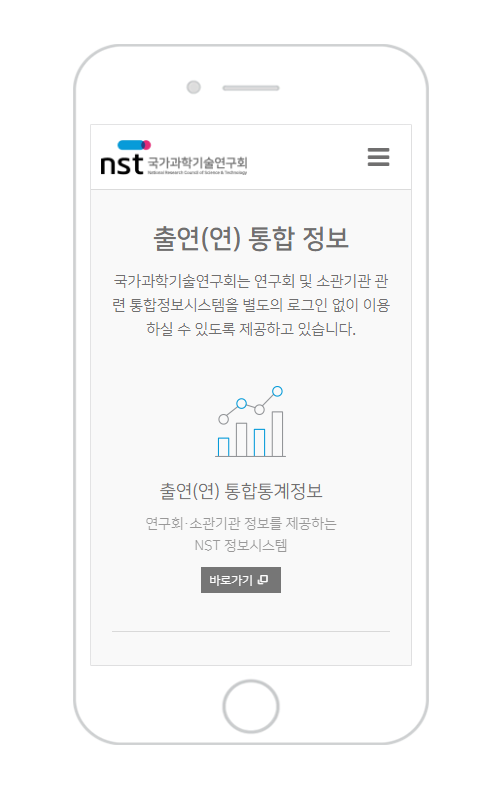 nst 국가과학기술연구회
National Research Council of Science & Technology
출연(연) 통합 정보
국가과학기술연구회는 연구회 및 소관기관 관
련 통합정보시스템을 별도의 로그인 없이 이용
하실 수 있도록 제공하고 있습니다.
출연(연) 통합통계정보
연구회·소관기관 정보를 제공하는
NST 정보시스템
바로가기